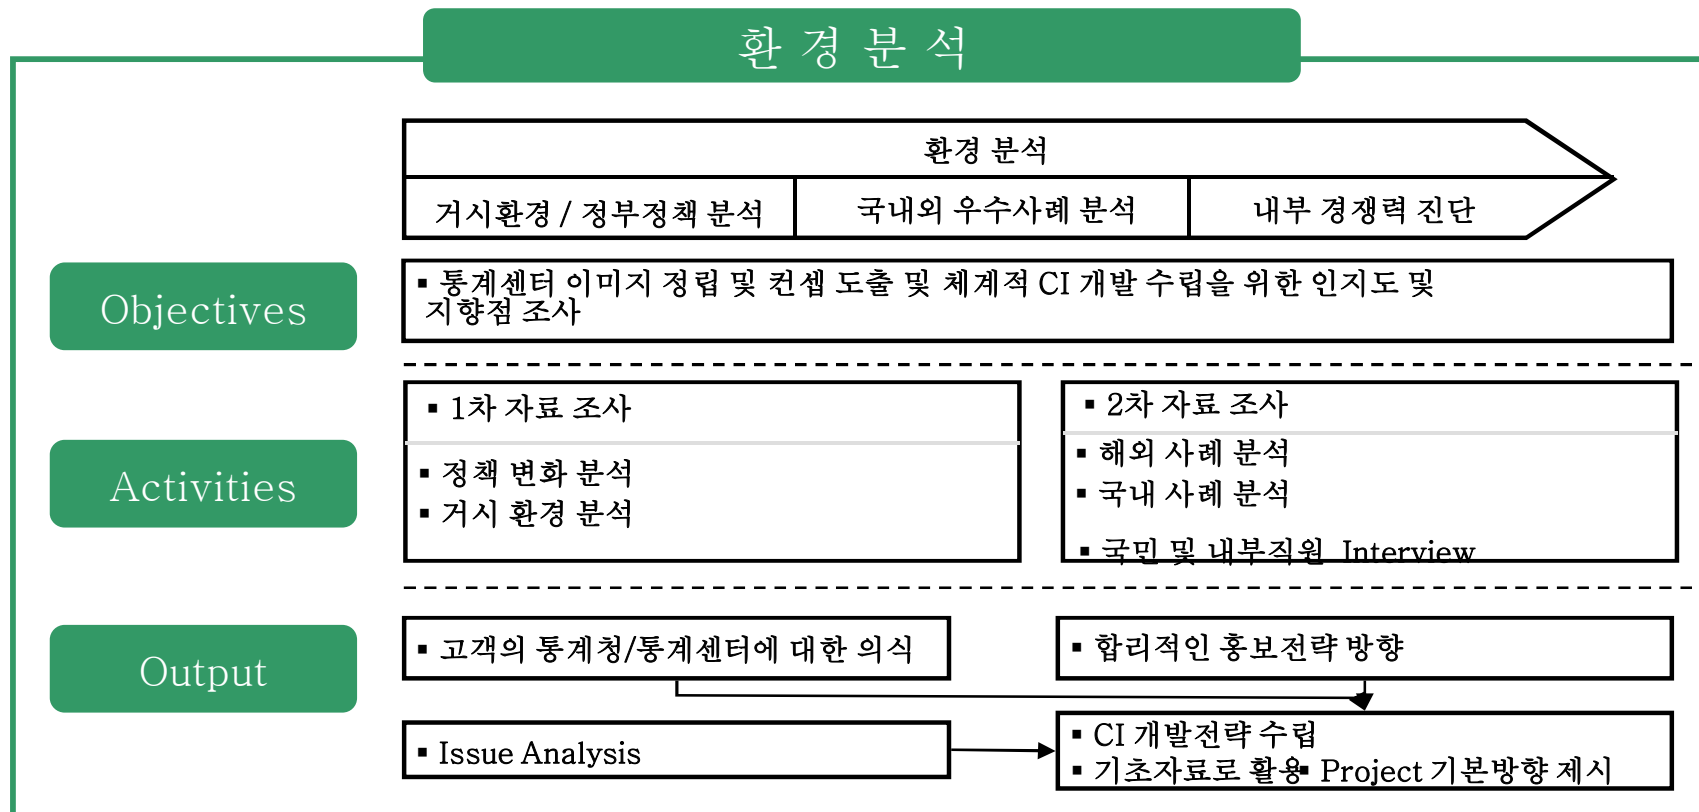 환 경 분 석
환경 분석
거시환경 / 정부정책 분석
국내외 우수사례 분석
내부 경쟁력 진단
Objectives
▪ 통계센터 이미지 정립 및 컨셉 도출 및 체계적 CI 개발 수립을 위한 인지도 및
지향점 조사
Activities
▪ 1차 자료 조사
▪ 정책 변화 분석
▪ 거시 환경 분석
▪ 2차 자료 조사
▪ 해외 사례 분석
▪ 국내 사례 분석
▪ 국민 및 내부직원 Interview
Output
▪ 고객의 통계청/통계센터에 대한 의식
▪ 합리적인 홍보전략 방향
▪ Issue Analysis
▪ CI 개발전략 수립
▪ 기초자료로 활용▪ Project 기본방향 제시